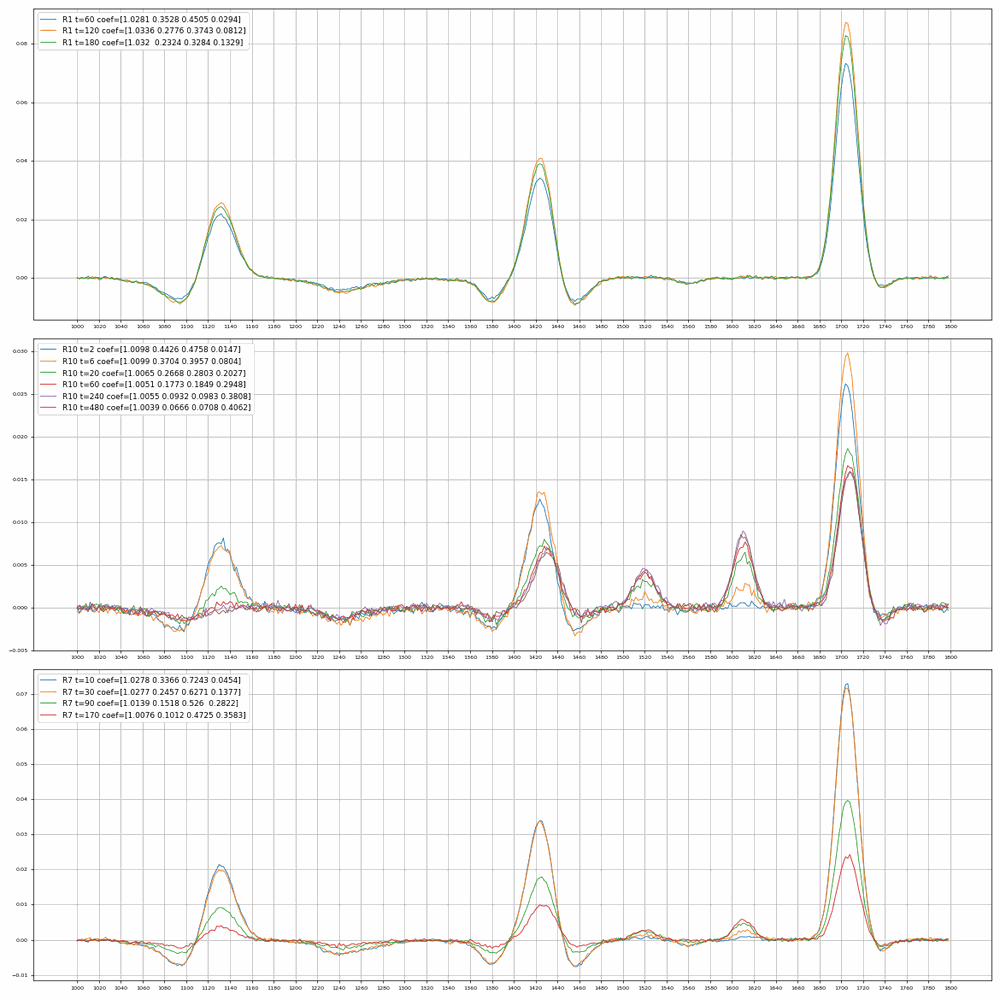 R1 t=60 coef=[1.0281 0.3528 0.4505 0.0294]
R1 t=120 coef=[1.0336 0.2776 0.3743 0.0812]
R1 t=180 coef=[1.032  0.2324 0.3284 0.1329]
0.08
0.06
0.04
0.02
0.00
1000 1020 1040 1060 1080 1100 1120 1140 1160 1180 1200 1220 1240 1260 1280 1300 1320 1340 1360 1380 1400 1420 1440 1460 1480 1500 1520 1540 1560 1580 1600 1620 1640 1660 1680 1700 1720 1740 1760 1780 1800
R10 t=2 coef=[1.0098 0.4426 0.4758 0.0147]
R10 t=6 coef=[1.0099 0.3704 0.3957 0.0804]
R10 t=20 coef=[1.0065 0.2668 0.2803 0.2027]
R10 t=60 coef=[1.0051 0.1773 0.1849 0.2948]
R10 t=240 coef=[1.0055 0.0932 0.0983 0.3808]
R10 t=480 coef=[1.0039 0.0666 0.0708 0.4062]
0.030
0.025
0.020
0.015
0.010
0.005
0.000
-0.005
1000 1020 1040 1060 1080 1100 1120 1140 1160 1180 1200 1220 1240 1260 1280 1300 1320 1340 1360 1380 1400 1420 1440 1460 1480 1500 1520 1540 1560 1580 1600 1620 1640 1660 1680 1700 1720 1740 1760 1780 1800
R7 t=10 coef=[1.0278 0.3366 0.7243 0.0454]
R7 t=30 coef=[1.0277 0.2457 0.6271 0.1377]
R7 t=90 coef=[1.0139 0.1518 0.526  0.2822]
R7 t=170 coef=[1.0076 0.1012 0.4725 0.3583]
0.07
0.06
0.05
0.04
0.03
0.02
0.01
0.00
-0.01
1000 1020 1040 1060 1080 1100 1120 1140 1160 1180 1200 1220 1240 1260 1280 1300 1320 1340 1360 1380 1400 1420 1440 1460 1480 1500 1520 1540 1560 1580 1600 1620 1640 1660 1680 1700 1720 1740 1760 1780 1800